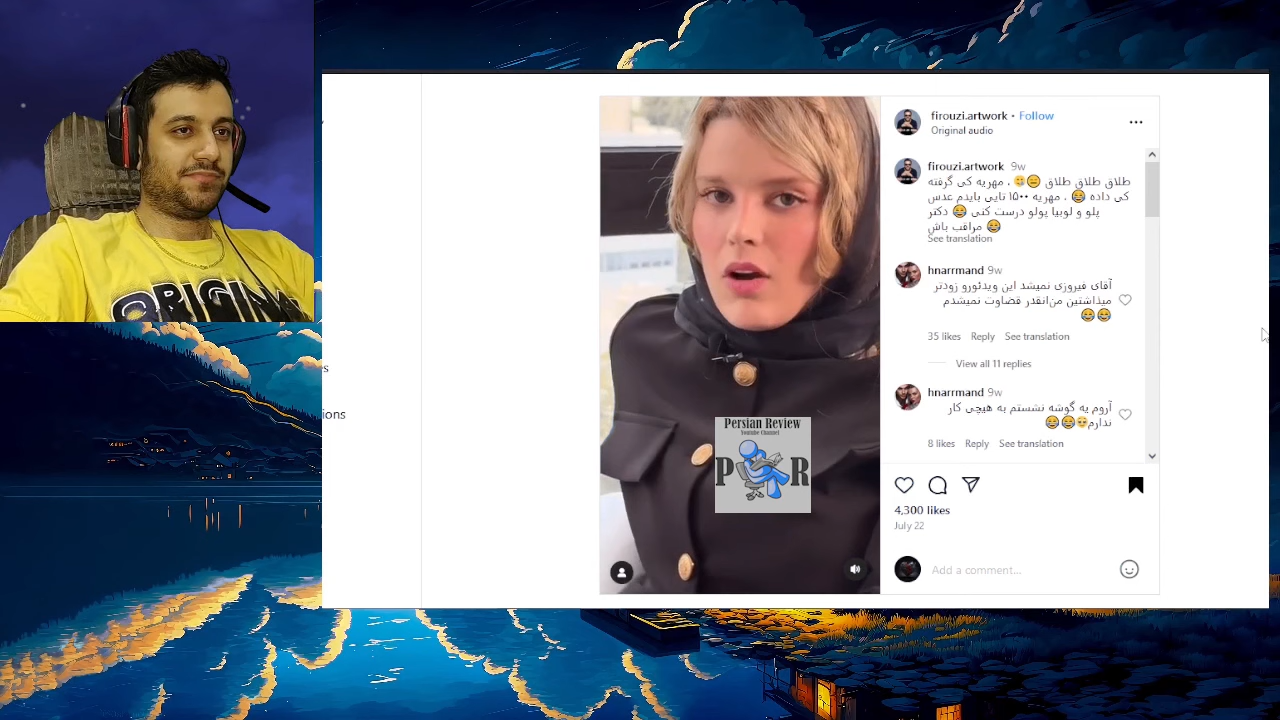 ORIGINA
firouzi.artwork • Follow
Original audio
firouzi.artwork 9w
طلاق طلاق طلاق 😑🥲 ، مهریه کی گرفته
کی داده 😂 ، مهریه ۱۵۰۰ تایی بایدم عدس
پلو و لوبیا پولو درست کنی 😂 دکتر
مراقب باش 😂
See translation
hnarrmand 9w
آقای فیروزی نمیشد این ویدئورو زودتر
میذاشتین من‌انقدر قضاوت نمیشدم
😂😂
35 likes Reply See translation
View all 11 replies
hnarrmand 9w
آروم یه گوشه نشستم به هیچی کار
ندارم🥲😂😂
8 likes Reply See translation
4,300 likes
July 22
Add a comment...
Persian Review
Youtube Channel
P R
s
ions